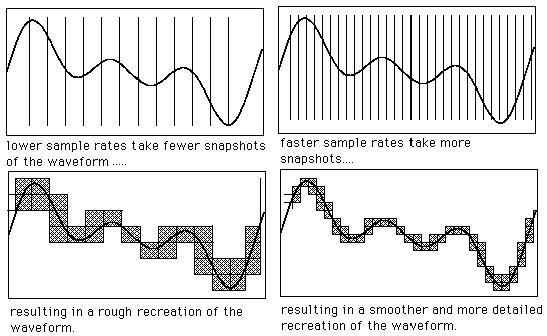 lower sample rates take fewer snapshots
of the waveform .....
faster sample rates take more
snapshots....
resulting in a rough recreation of the
waveform.
resulting in a smoother and more detailed
recreation of the waveform.